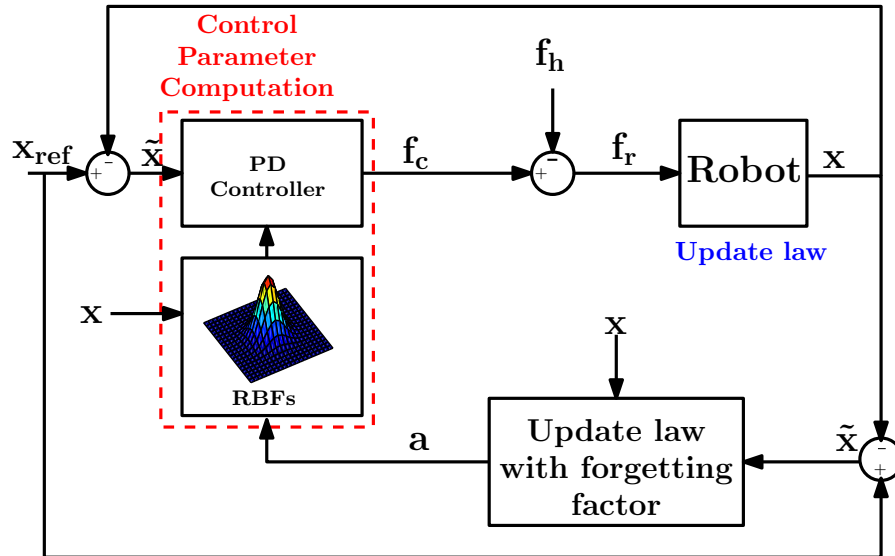 Control
Parameter
Computation
f_h
x_ref
+
-
x̃
PD
Controller
f_c
+
-
f_r
Robot
x
Update law
x
RBFs
x
a
Update law
with forgetting
factor
x̃
-
+